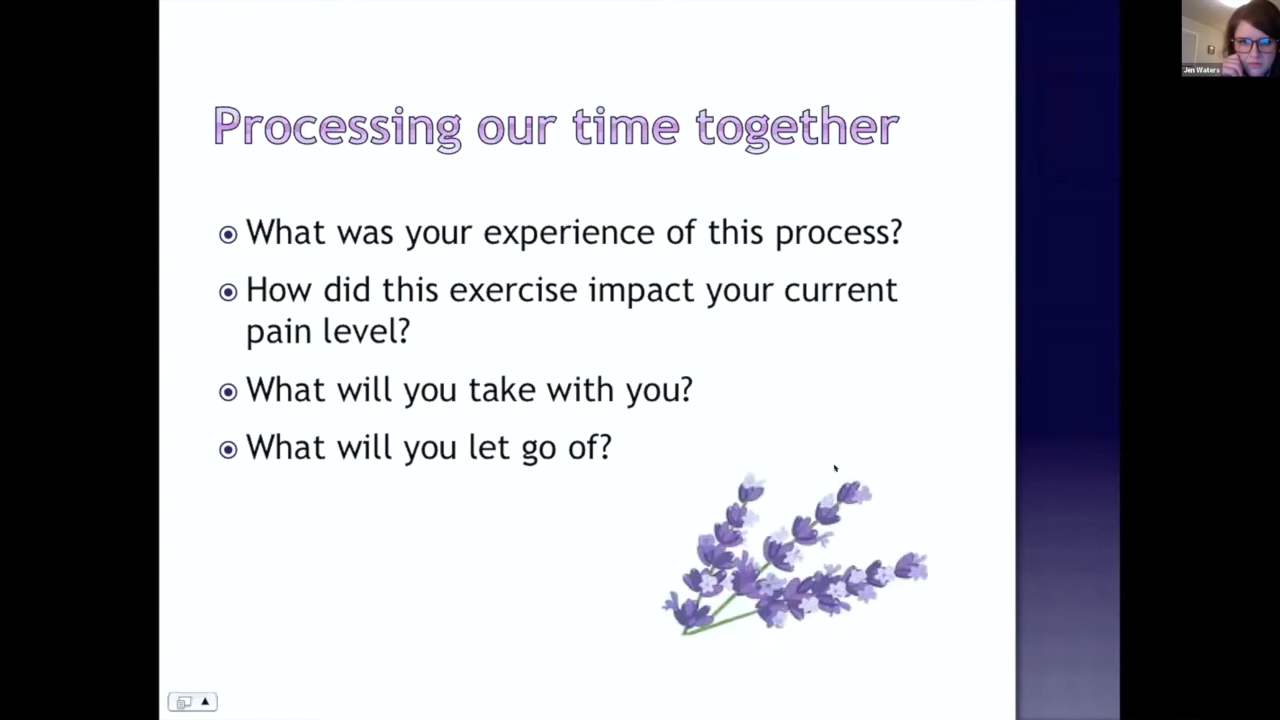 Processing our time together
What was your experience of this process?
How did this exercise impact your current
pain level?
What will you take with you?
What will you let go of?
Jen Waters